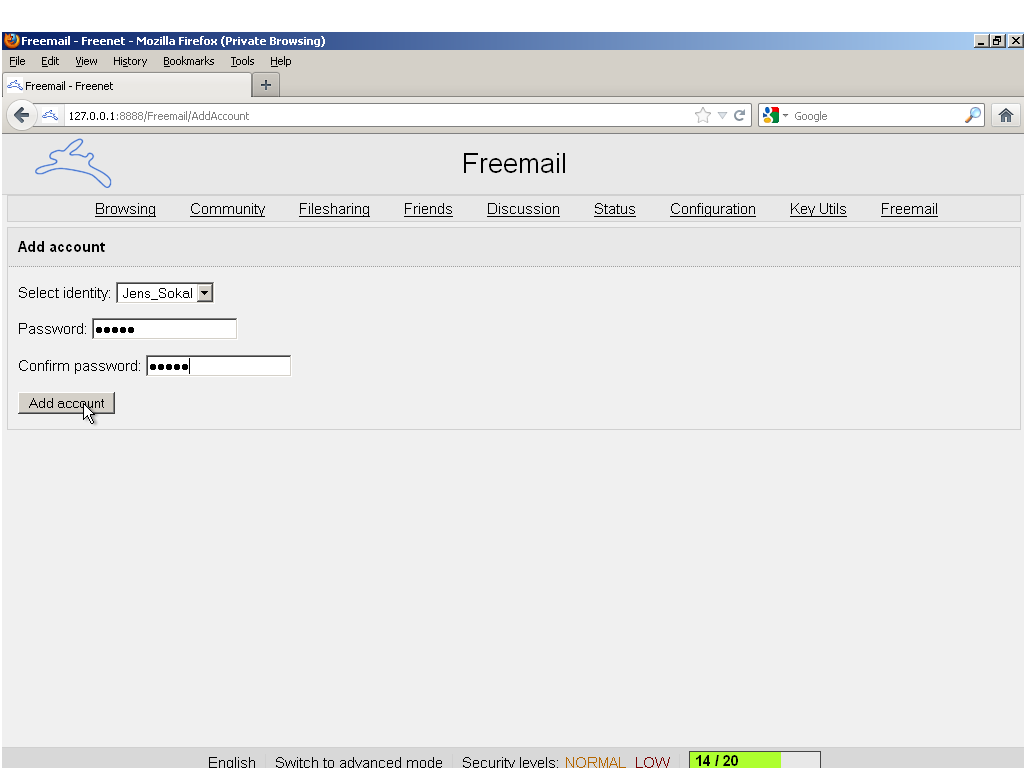 Freemail - Freenet - Mozilla Firefox (Private Browsing)
File Edit View History Bookmarks Tools Help
Freemail - Freenet
127.0.0.1:8888/Freemail/AddAccount
Google
Freemail
Browsing Community Filesharing Friends Discussion Status Configuration Key Utils Freemail
Add account
Select identity: Jens_Sokal
Password: •••••
Confirm password: •••••
Add account
English Switch to advanced mode Security levels: NORMAL LOW 14 / 20